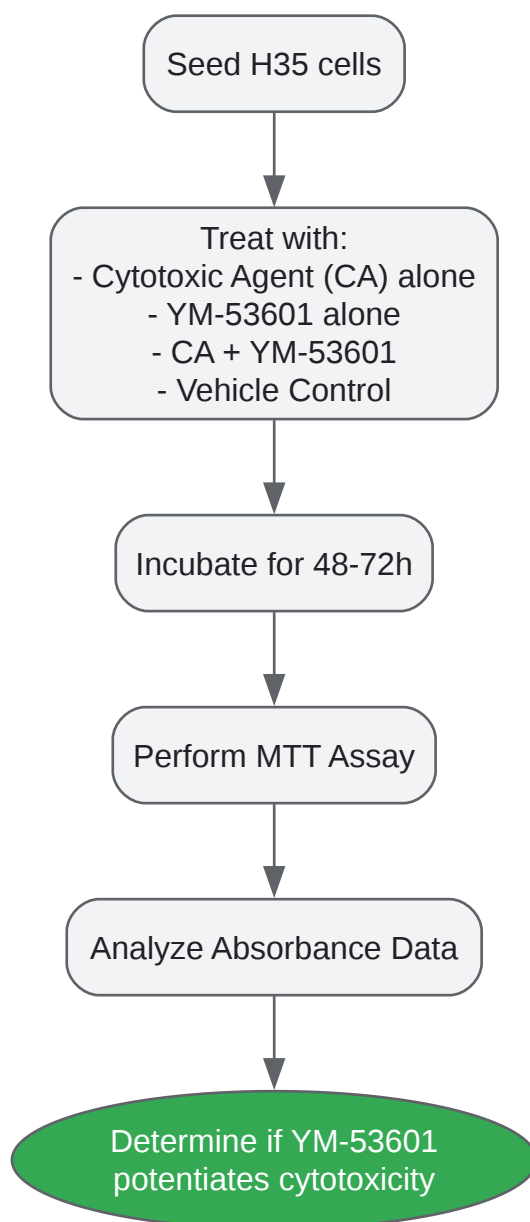 Seed H35 cells
Treat with:
- Cytotoxic Agent (CA) alone
- YM-53601 alone
- CA + YM-53601
- Vehicle Control
Incubate for 48-72h
Perform MTT Assay
Analyze Absorbance Data
Determine if YM-53601
potentiates cytotoxicity